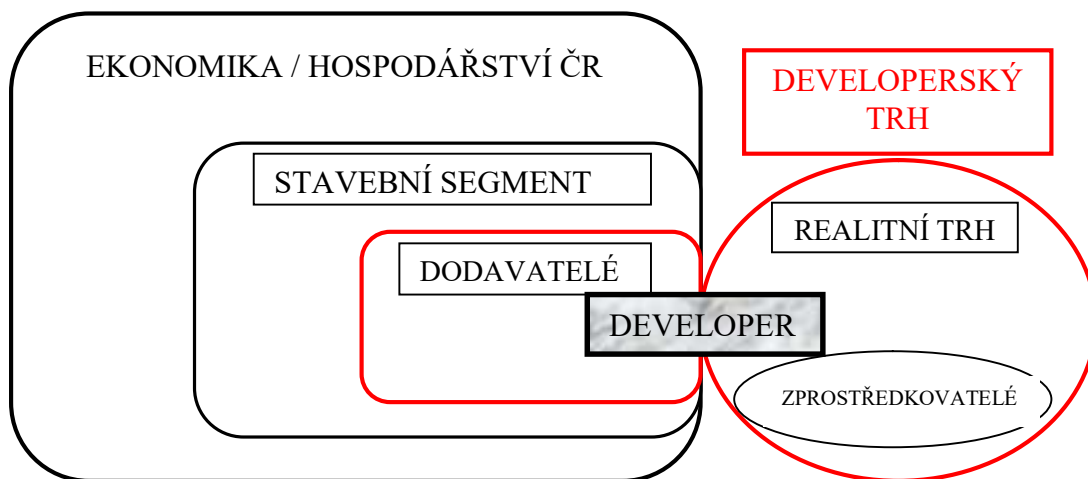 EKONOMIKA / HOSPODÁŘSTVÍ ČR
DEVELOPERSKÝ
TRH
STAVEBNÍ SEGMENT
REALITNÍ TRH
DODAVATELÉ
DEVELOPER
ZPROSTŘEDKOVATELÉ